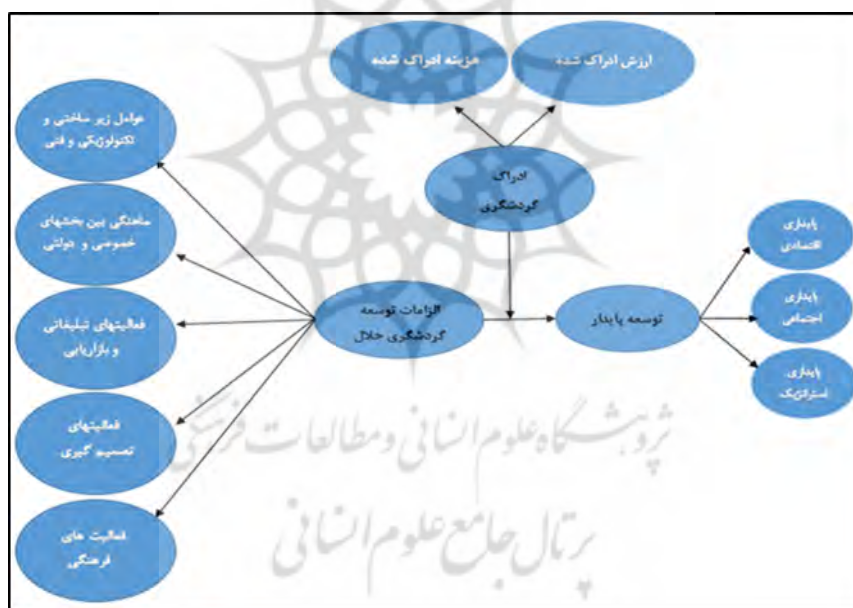 هزینه ادراک شده
ارزش ادراک شده
عوامل زیر ساختی و
تکنولوژیکی و فنی
ادراک
گردشگری
ماهنگی بین بخشهای
خصوصی و دولتی
پایداری
اقتصادی
الزامات توسعه
گردشگری حلال
توسعه پایدار
پایداری
اجتماعی
فعالیتهای تبلیغاتی
و بازاریابی
پایداری
استراتژیک
فعالیتهای
تصمیم گیری
فعالیت های
فرهنگی
پژوهشگاه علوم انسانی و مطالعات فرهنگی
پرتال جامع علوم انسانی